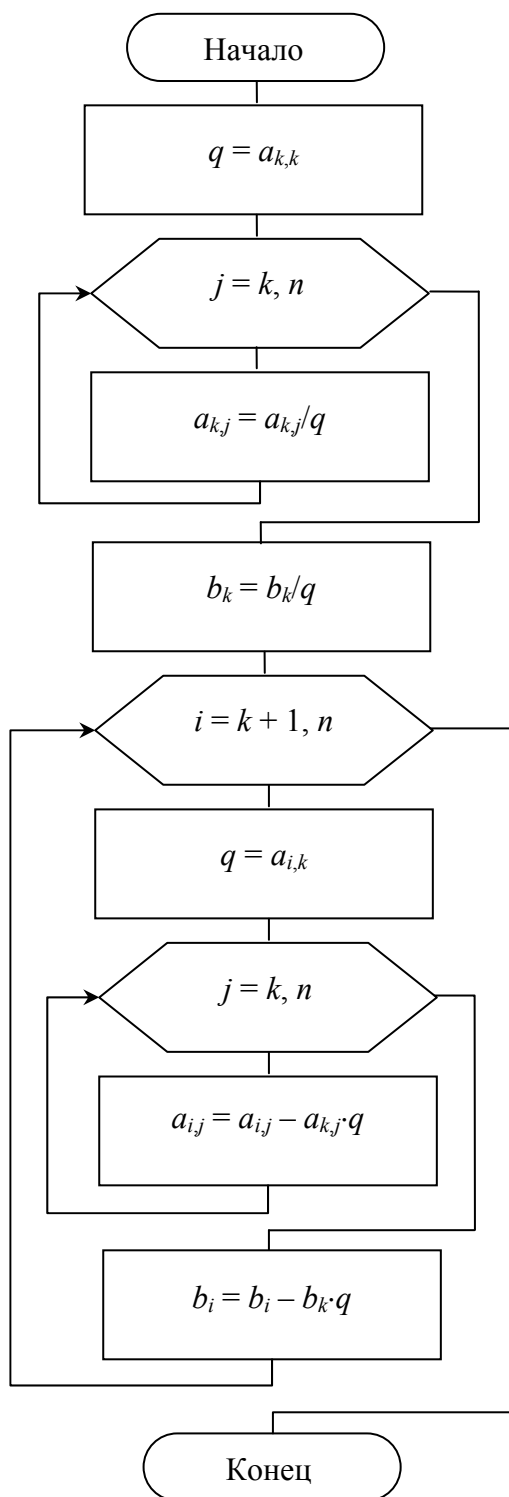 Начало
q = a_{k,k}
j = k, n
a_{k,j} = a_{k,j}/q
b_k = b_k/q
i = k + 1, n
q = a_{i,k}
j = k, n
a_{i,j} = a_{i,j} – a_{k,j}·q
b_i = b_i – b_k·q
Конец